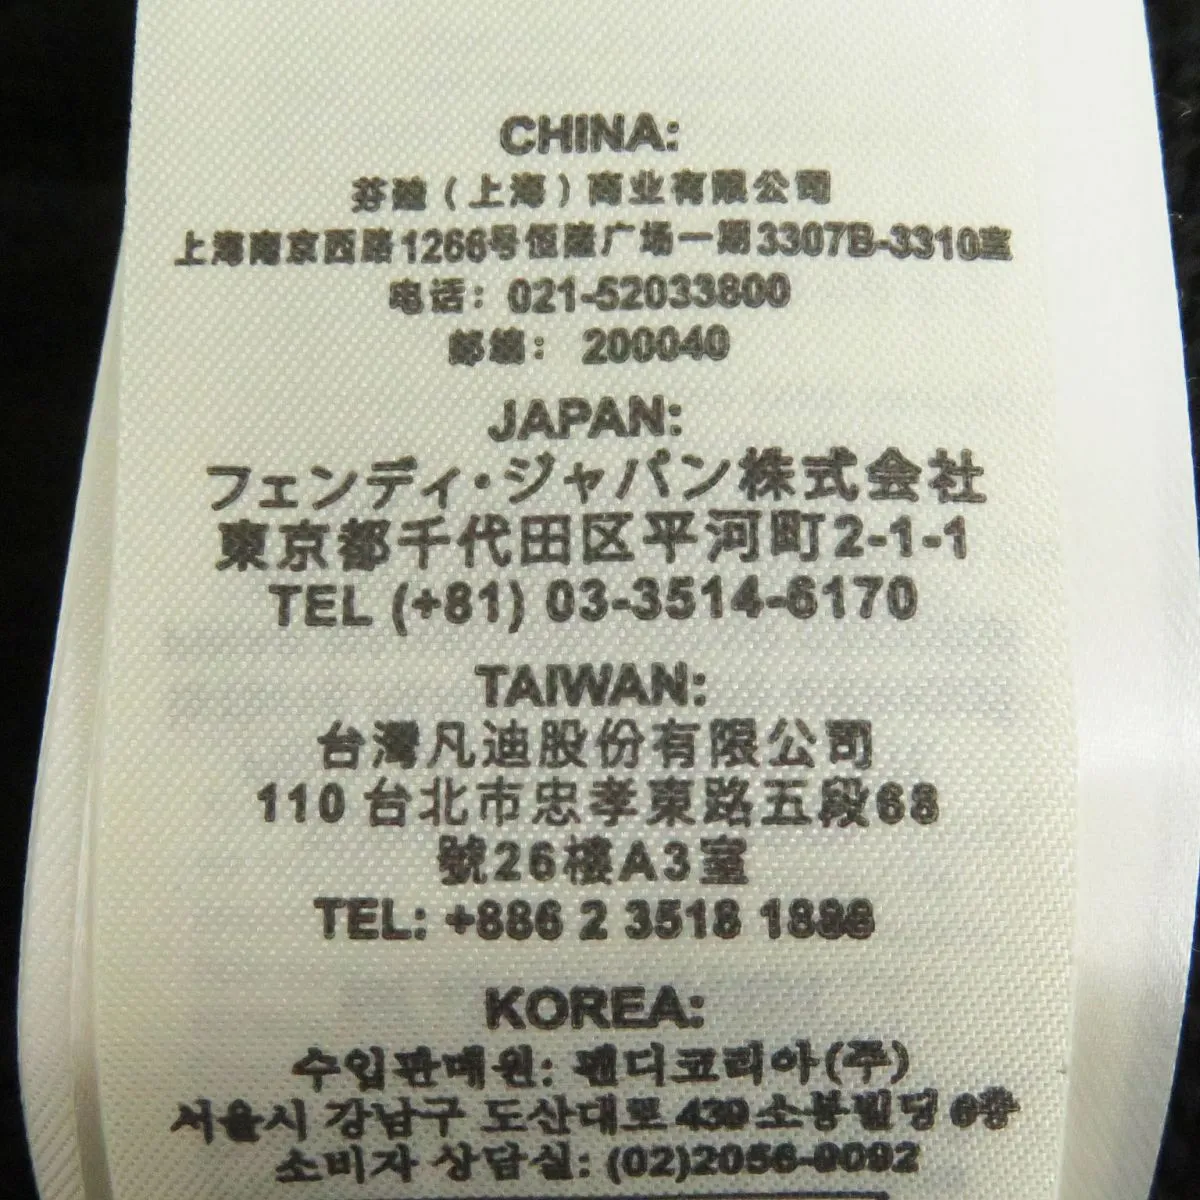 CHINA:
芬迪（上海）商业有限公司
上海南京西路1266号恒隆广场一期3307B-3310室
电话：021-52033800
邮编：200040
JAPAN:
フェンディ・ジャパン株式会社
東京都千代田区平河町2-1-1
TEL (+81) 03-3514-6170
TAIWAN:
台灣凡迪股份有限公司
110 台北市忠孝東路五段68
號26樓A3室
TEL: +886 2 3518 1888
KOREA:
수입판매원: 펜디코리아(주)
서울시 강남구 도산대로 439 소봉빌딩 6층
소비자 상담실: (02)2056-9092